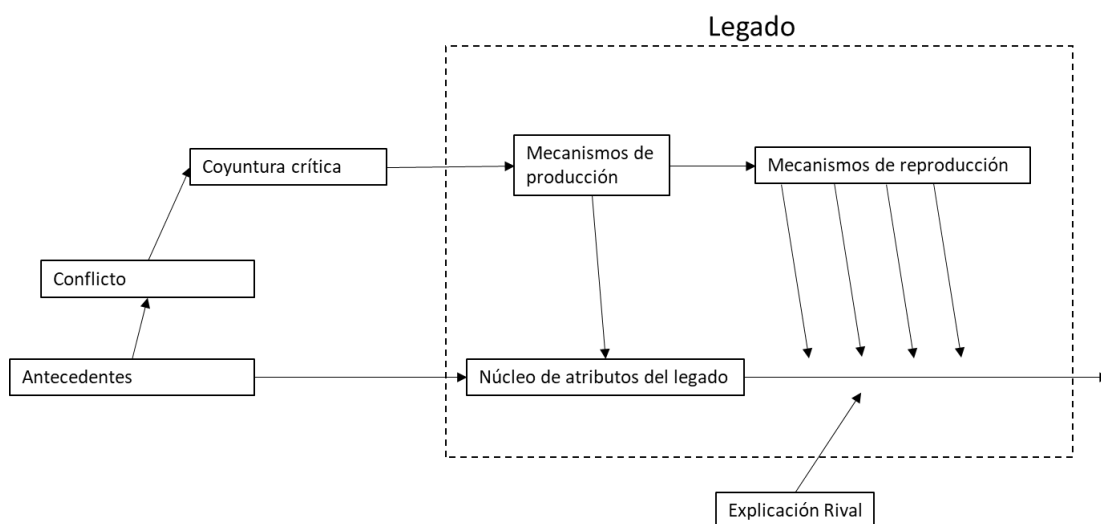 Legado
Coyuntura crítica
Mecanismos de
producción
Mecanismos de reproducción
Conflicto
Antecedentes
Núcleo de atributos del legado
Explicación Rival